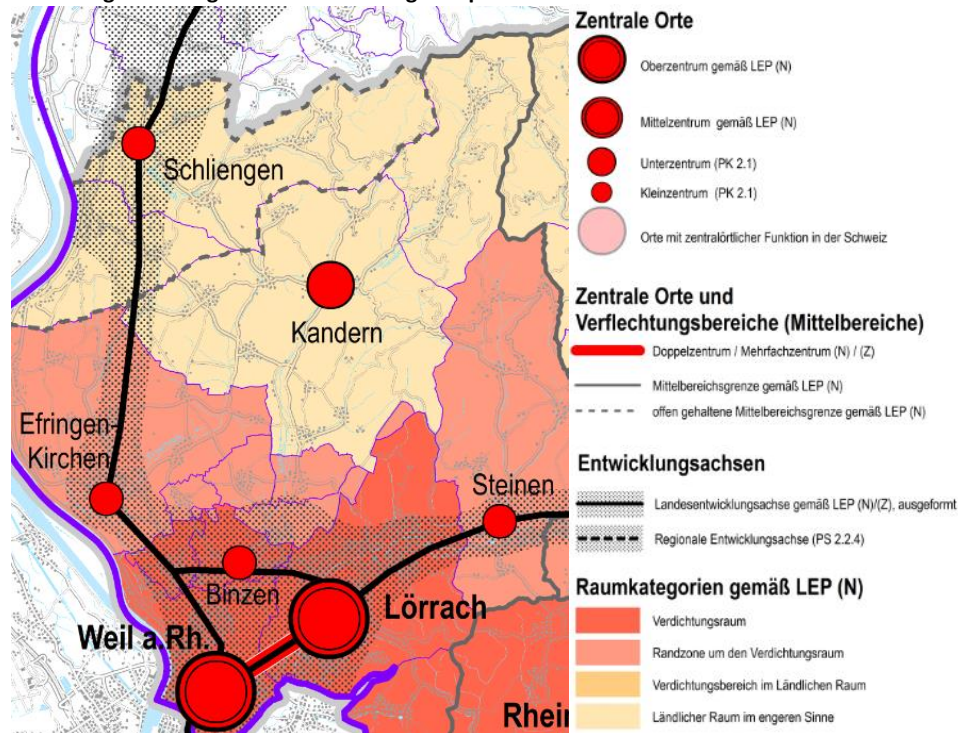 Schliengen
Kandern
Efringen-
Kirchen
Steinen
Binzen
Lörrach
Weil a.Rh.
Rhein
Zentrale Orte
Oberzentrum gemäß LEP (N)
Mittelzentrum gemäß LEP (N)
Unterzentrum (PK 2.1)
Kleinzentrum (PK 2.1)
Orte mit zentralörtlicher Funktion in der Schweiz
Zentrale Orte und
Verflechtungsbereiche (Mittelbereiche)
Doppelzentrum / Mehrfachzentrum (N) / (Z)
Mittelbereichsgrenze gemäß LEP (N)
offen gehaltene Mittelbereichsgrenze gemäß LEP (N)
Entwicklungsachsen
Landesentwicklungsachse gemäß LEP (N)/(Z), ausgeformt
Regionale Entwicklungsachse (PS 2.2.4)
Raumkategorien gemäß LEP (N)
Verdichtungsraum
Randzone um den Verdichtungsraum
Verdichtungsbereich im Ländlichen Raum
Ländlicher Raum im engeren Sinne